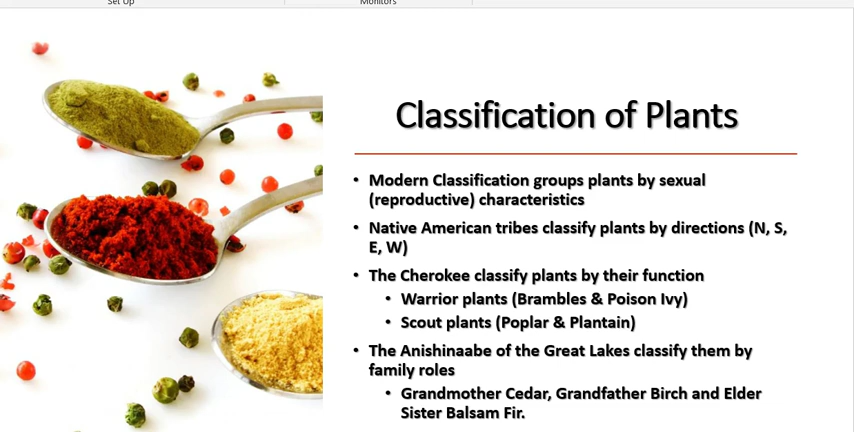 Set Up
Monitors
Classification of Plants
• Modern Classification groups plants by sexual
(reproductive) characteristics
• Native American tribes classify plants by directions (N, S,
E, W)
• The Cherokee classify plants by their function
• Warrior plants (Brambles & Poison Ivy)
• Scout plants (Poplar & Plantain)
• The Anishinaabe of the Great Lakes classify them by
family roles
• Grandmother Cedar, Grandfather Birch and Elder
Sister Balsam Fir.